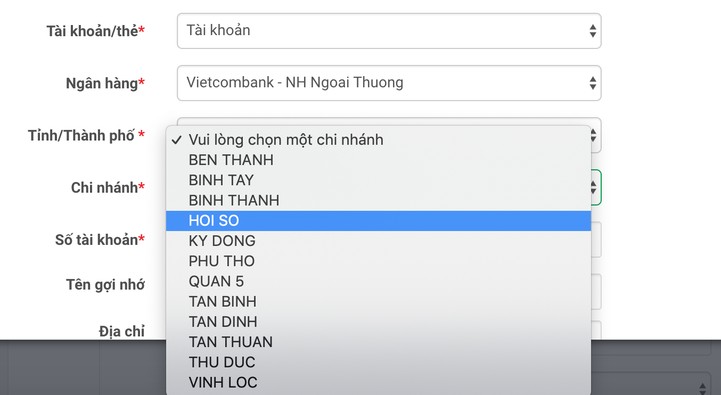 Tài khoản/thẻ*
Tài khoản
Ngân hàng*
Vietcombank - NH Ngoai Thuong
Tỉnh/Thành phố *
✓ Vui lòng chọn một chi nhánh
BEN THANH
BINH TAY
Chi nhánh*
BINH THANH
HOI SO
Số tài khoản*
KY DONG
PHU THO
Tên gợi nhớ
QUAN 5
TAN BINH
TAN DINH
Địa chỉ
TAN THUAN
THU DUC
VINH LOC